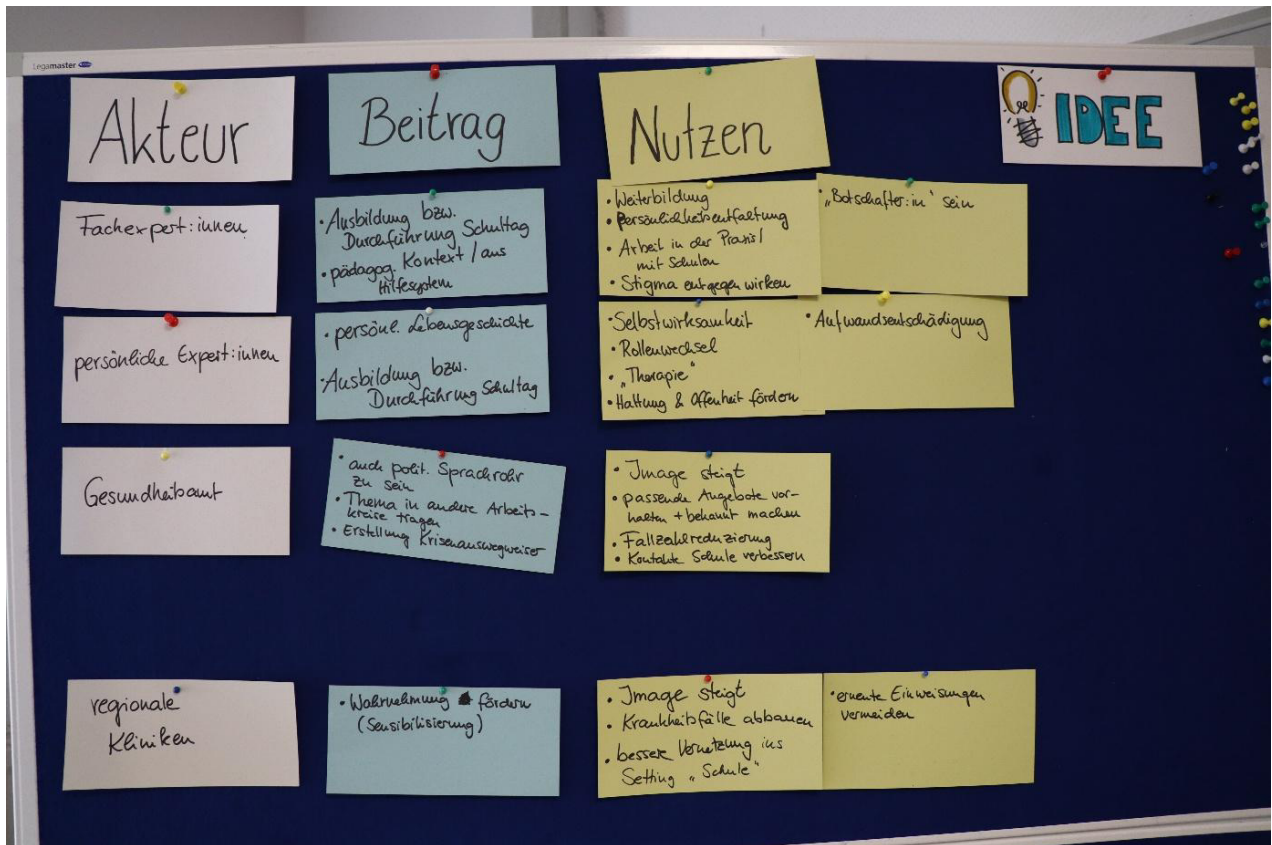 Legamaster
Akteur
Beitrag
Nutzen
IDEE
Fachexpert:innen
• Ausbildung bzw.
Durchführung Schultag
• pädagog. Kontext / aus
Hilfesystem
• Weiterbildung
• Persönlichkeitsentfaltung
• Arbeit in der Praxis /
mit Schulen
• Stigma entgegen wirken
• „Botschafter:in" sein
persönliche Expert:innen
• persönl. Lebensgeschichte
• Ausbildung bzw.
Durchführung Schultag
• Selbstwirksamkeit
• Rollenwechsel
• „Therapie"
• Haltung & Offenheit fördern
• Aufwandsentschädigung
Gesundheitsamt
• auch polit. Sprachrohr
zu sein
• Thema in andere Arbeits-
kreise tragen
• Erstellung Krisenauswegweiser
• Image steigt
• passende Angebote vor-
halten + bekannt machen
• Fallzahlreduzierung
• Kontakte Schule verbessern
regionale
Kliniken
• Wahrnehmung fördern
(Sensibilisierung)
• Image steigt
• Krankheitsfälle abbauen
• bessere Vernetzung ins
Setting „Schule"
• erneute Einweisungen
vermeiden